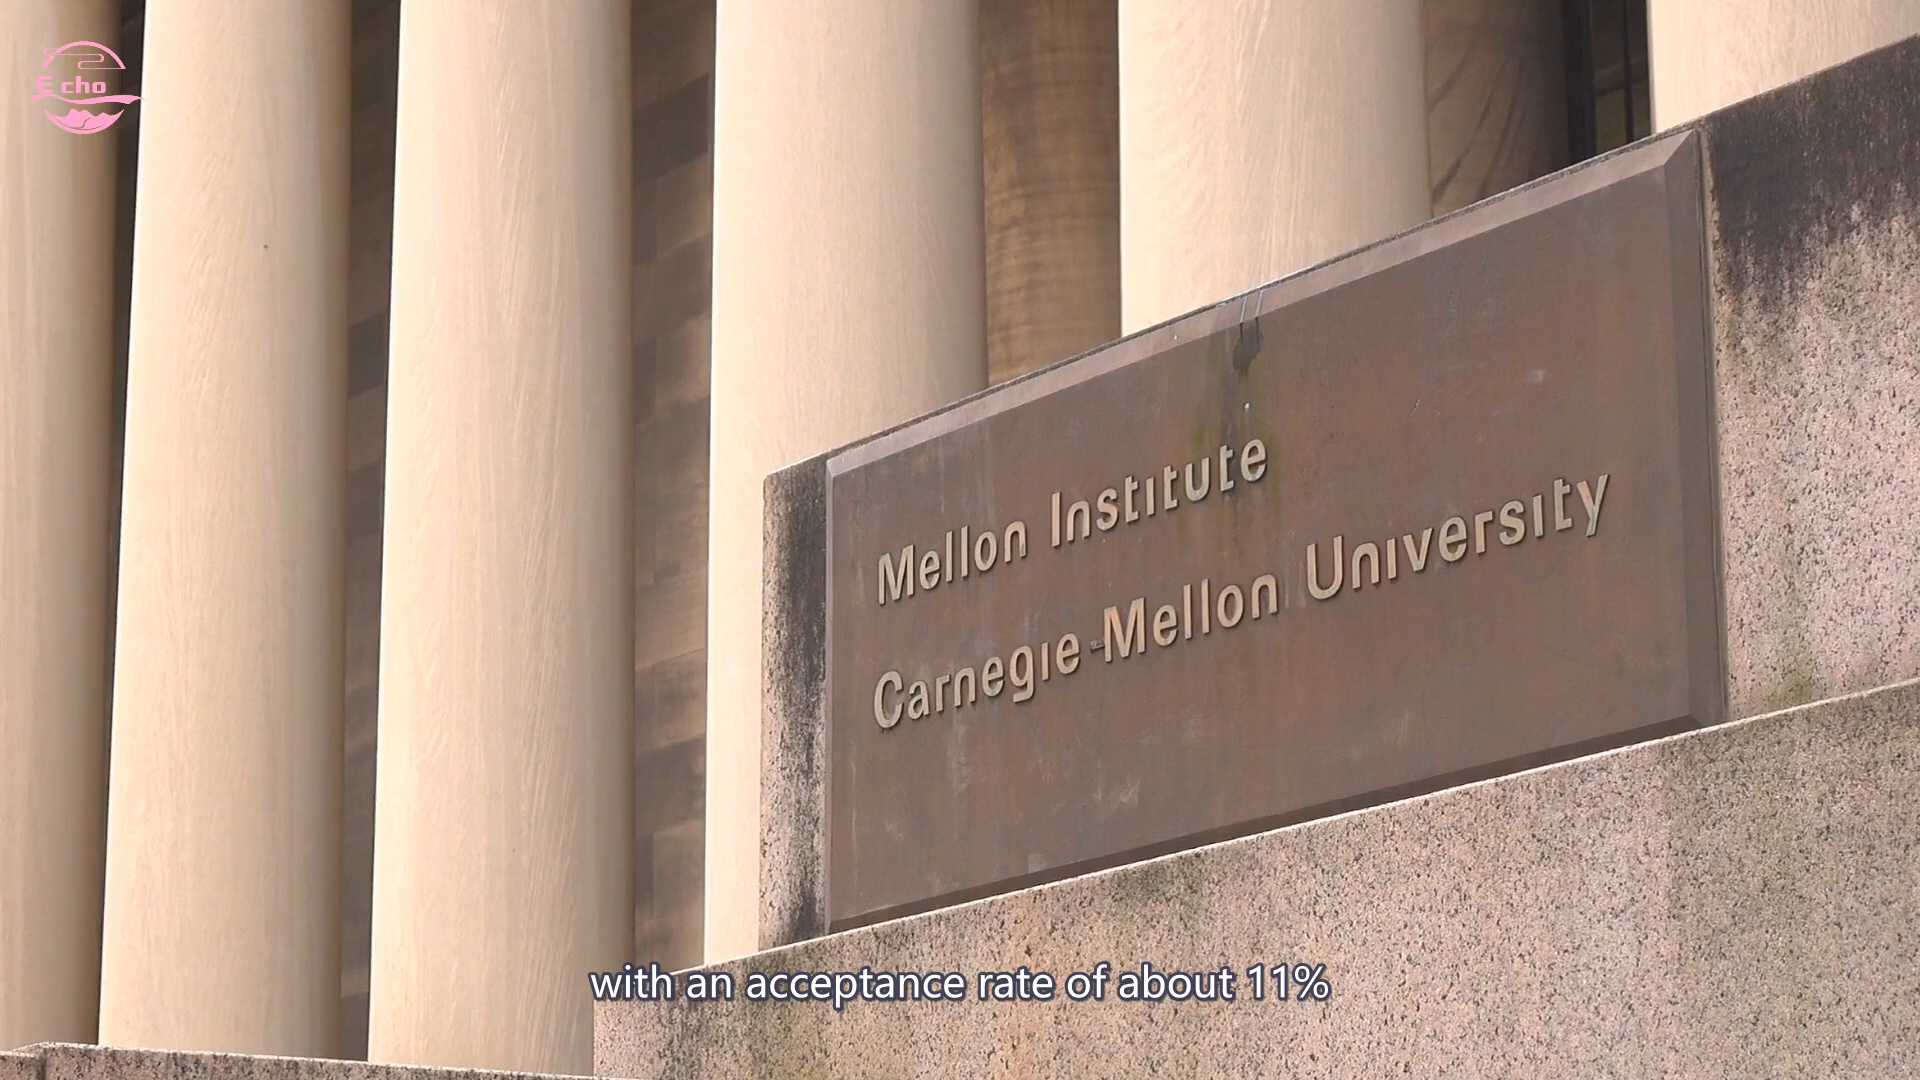 Echo
Mellon Institute
Carnegie Mellon University
with an acceptance rate of about 11%